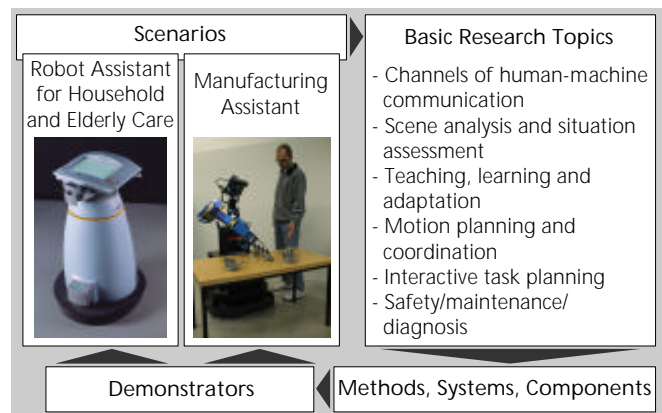 Scenarios
Robot Assistant
for Household
and Elderly Care
Manufacturing
Assistant
Basic Research Topics
- Channels of human-machine
communication
- Scene analysis and situation
assessment
- Teaching, learning and
adaptation
- Motion planning and
coordination
- Interactive task planning
- Safety/maintenance/
diagnosis
Demonstrators
Methods, Systems, Components